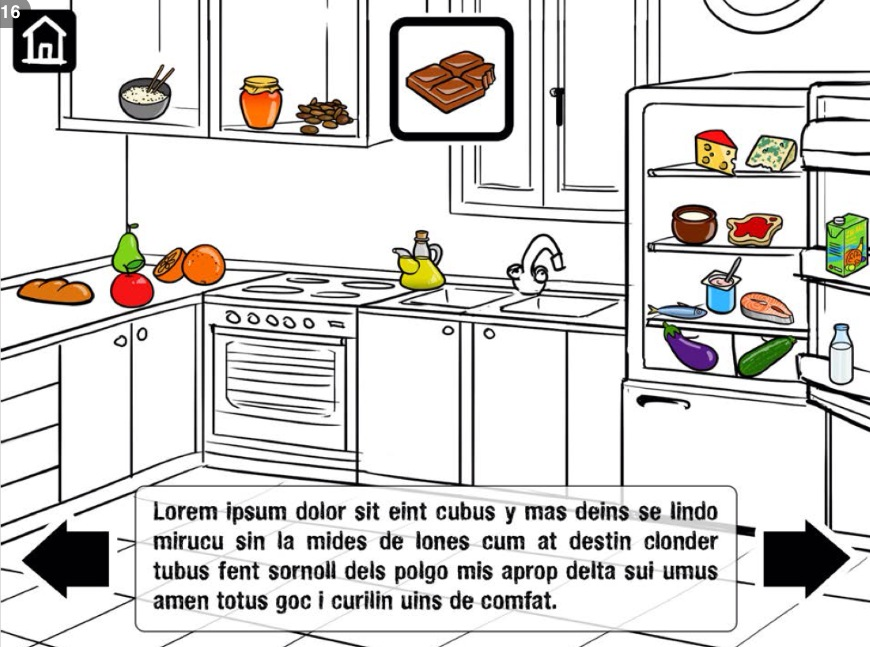 16
Lorem ipsum dolor sit eint cubus y mas deins se lindo
mirucu sin la mides de lones cum at destin clonder
tubus fent sornoll dels polgo mis aprop delta sui umus
amen totus goc i curilin uins de comfat.